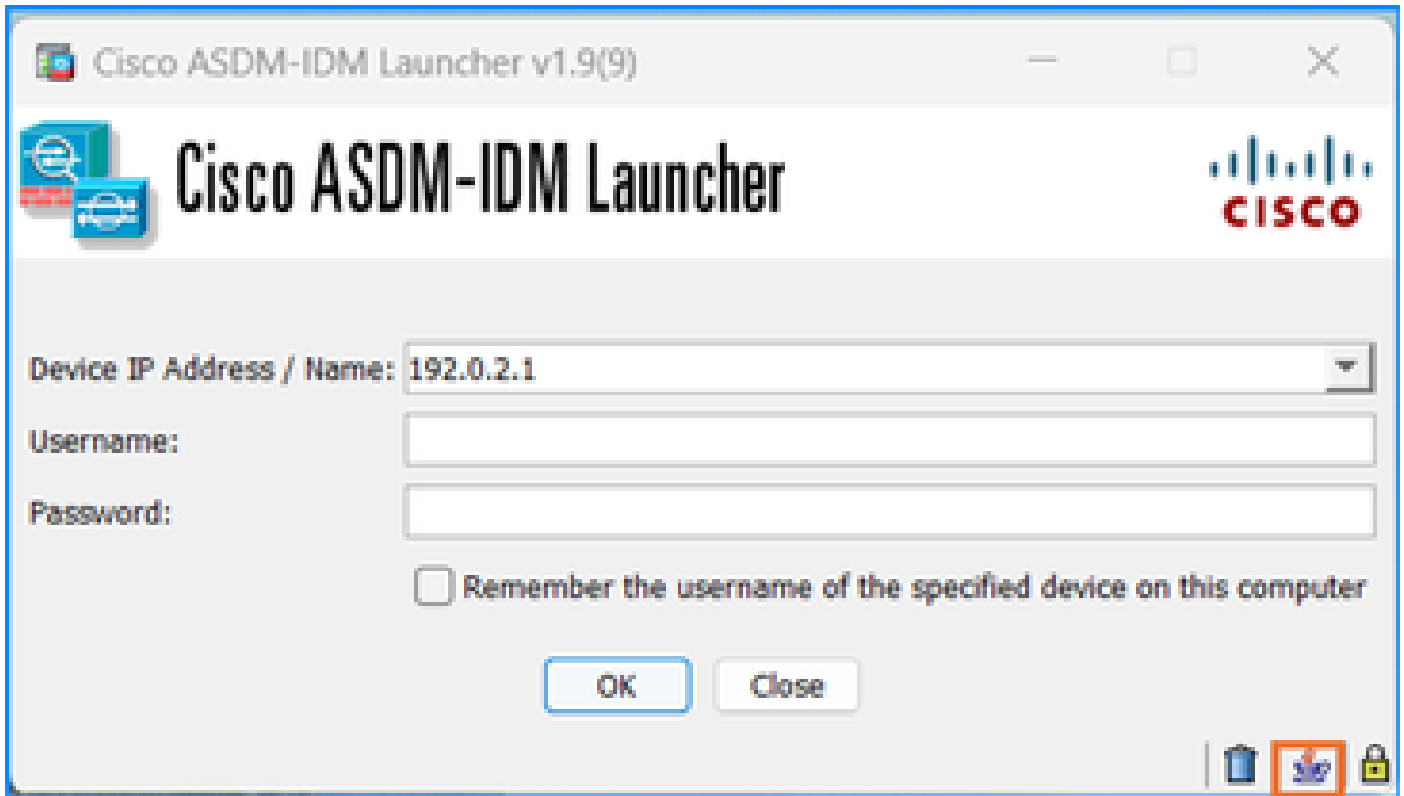 Cisco ASDM-IDM Launcher v1.9(9)
Cisco ASDM-IDM Launcher
CISCO
Device IP Address / Name: 192.0.2.1
Username:
Password:
Remember the username of the specified device on this computer
OK Close